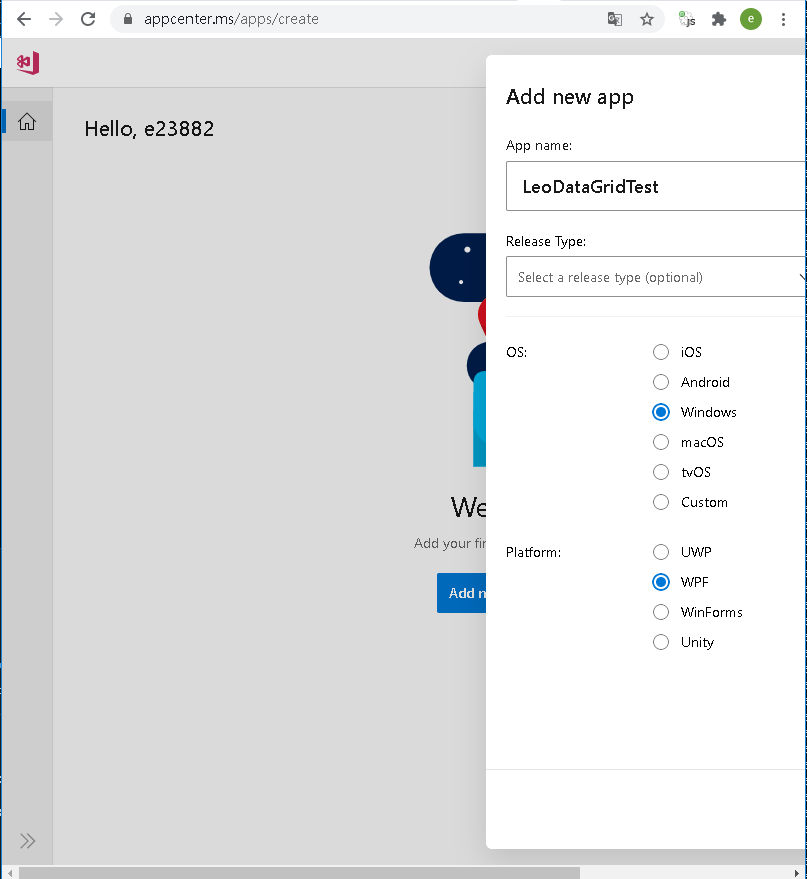 appcenter.ms/apps/create
JS
e
Hello, e23882
Add new app
App name:
LeoDataGridTest
Release Type:
Select a release type (optional)
OS:
iOS
Android
Windows
macOS
tvOS
Custom
Platform:
UWP
WPF
WinForms
Unity
We
Add your fir
Add n